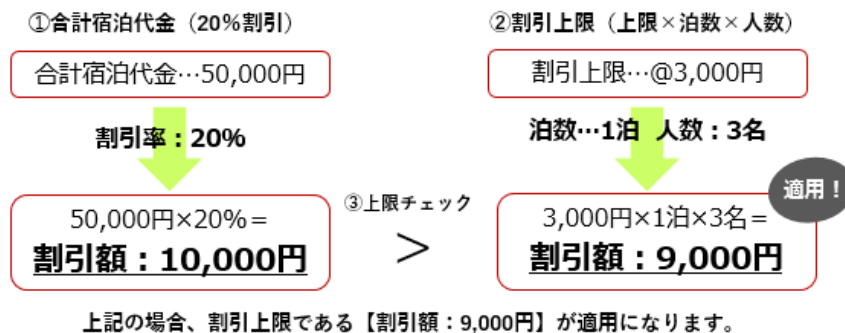 ①合計宿泊代金（20%割引）
合計宿泊代金…50,000円
割引率：20%
50,000円×20%＝
割引額：10,000円
③上限チェック
＞
②割引上限（上限×泊数×人数）
割引上限…@3,000円
泊数…1泊 人数：3名
適用！
3,000円×1泊×3名＝
割引額：9,000円
上記の場合、割引上限である【割引額：9,000円】が適用になります。